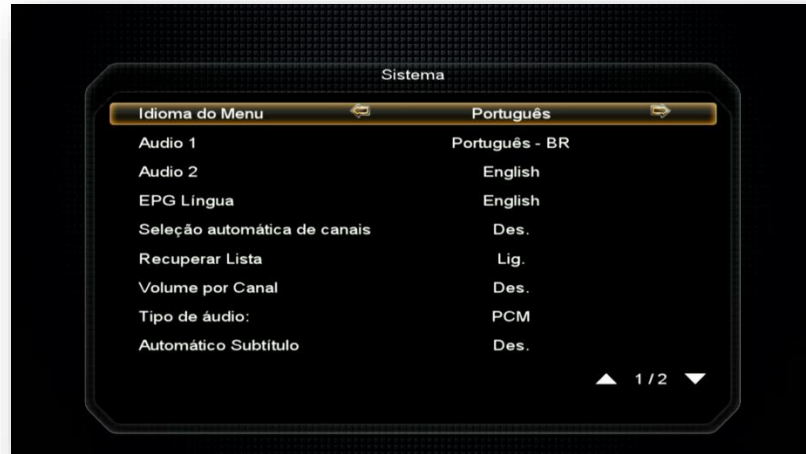 Sistema
Idioma do Menu Português
Audio 1 Português - BR
Audio 2 English
EPG Língua English
Seleção automática de canais Des.
Recuperar Lista Lig.
Volume por Canal Des.
Tipo de áudio: PCM
Automático Subtítulo Des.
1/2